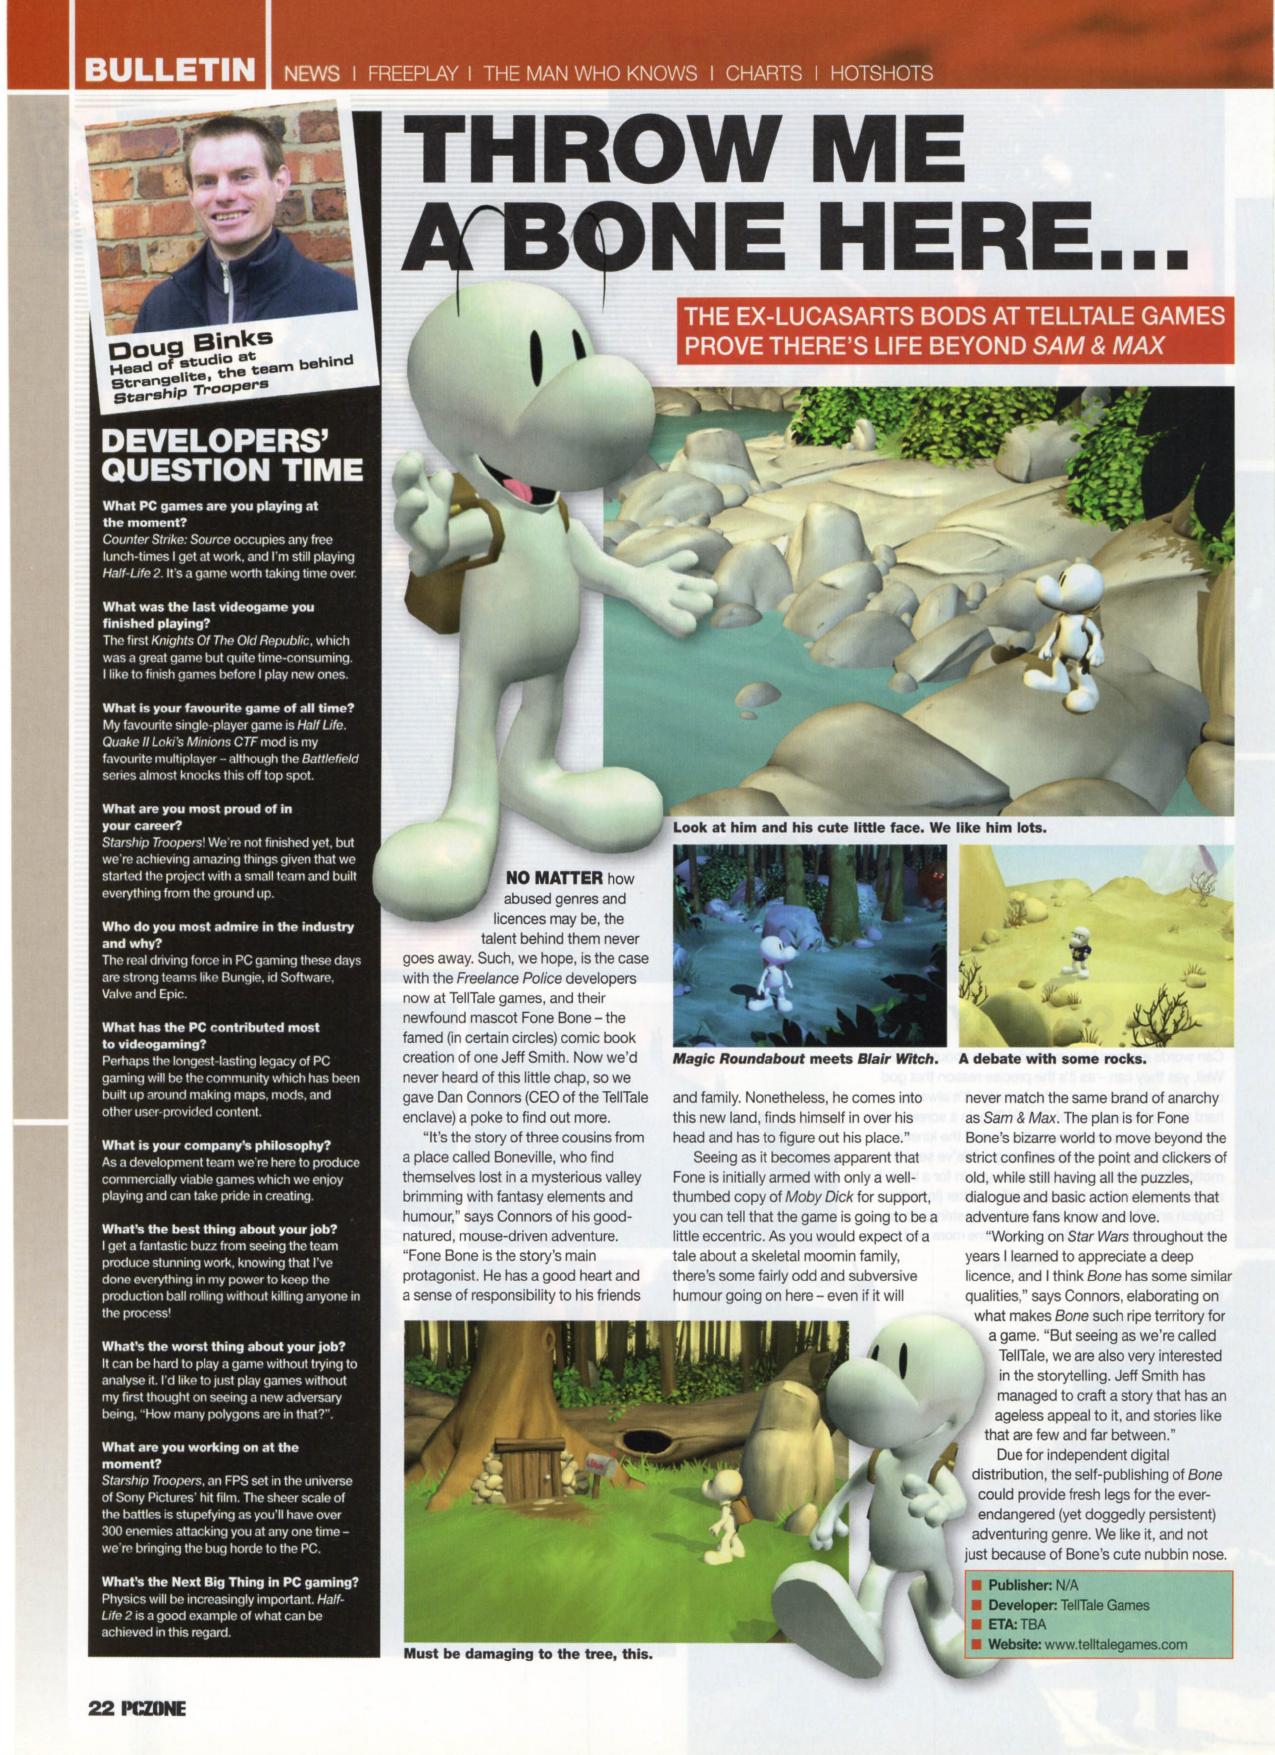 BULLETIN
NEWS | FREEPLAY | THE MAN WHO KNOWS | CHARTS | HOTSHOTS
Doug Binks
Head of studio at
Strangelite, the team behind
Starship Troopers
DEVELOPERS'
QUESTION TIME
What PC games are you playing at
the moment?
Counter Strike: Source occupies any free
lunch-times I get at work, and I'm still playing
Half-Life 2. It's a game worth taking time over.
What was the last videogame you
finished playing?
The first Knights Of The Old Republic, which
was a great game but quite time-consuming.
I like to finish games before I play new ones.
What is your favourite game of all time?
My favourite single-player game is Half Life.
Quake II Loki's Minions CTF mod is my
favourite multiplayer – although the Battlefield
series almost knocks this off top spot.
What are you most proud of in
your career?
Starship Troopers! We're not finished yet, but
we're achieving amazing things given that we
started the project with a small team and built
everything from the ground up.
Who do you most admire in the industry
and why?
The real driving force in PC gaming these days
are strong teams like Bungie, id Software,
Valve and Epic.
What has the PC contributed most
to videogaming?
Perhaps the longest-lasting legacy of PC
gaming will be the community which has been
built up around making maps, mods, and
other user-provided content.
What is your company's philosophy?
As a development team we're here to produce
commercially viable games which we enjoy
playing and can take pride in creating.
What's the best thing about your job?
I get a fantastic buzz from seeing the team
produce stunning work, knowing that I've
done everything in my power to keep the
production ball rolling without killing anyone in
the process!
What's the worst thing about your job?
It can be hard to play a game without trying to
analyse it. I'd like to just play games without
my first thought on seeing a new adversary
being, "How many polygons are in that?".
What are you working on at the
moment?
Starship Troopers, an FPS set in the universe
of Sony Pictures' hit film. The sheer scale of
the battles is stupefying as you'll have over
300 enemies attacking you at any one time –
we're bringing the bug horde to the PC.
What's the Next Big Thing in PC gaming?
Physics will be increasingly important. Half-
Life 2 is a good example of what can be
achieved in this regard.
THROW ME
A BONE HERE...
THE EX-LUCASARTS BODS AT TELLTALE GAMES
PROVE THERE'S LIFE BEYOND SAM & MAX
Look at him and his cute little face. We like him lots.
Magic Roundabout meets Blair Witch.
A debate with some rocks.
NO MATTER how
abused genres and
licences may be, the
talent behind them never
goes away. Such, we hope, is the case
with the Freelance Police developers
now at TellTale games, and their
newfound mascot Fone Bone – the
famed (in certain circles) comic book
creation of one Jeff Smith. Now we'd
never heard of this little chap, so we
gave Dan Connors (CEO of the TellTale
enclave) a poke to find out more.
"It's the story of three cousins from
a place called Boneville, who find
themselves lost in a mysterious valley
brimming with fantasy elements and
humour," says Connors of his good-
natured, mouse-driven adventure.
"Fone Bone is the story's main
protagonist. He has a good heart and
a sense of responsibility to his friends
and family. Nonetheless, he comes into
this new land, finds himself in over his
head and has to figure out his place."
Seeing as it becomes apparent that
Fone is initially armed with only a well-
thumbed copy of Moby Dick for support,
you can tell that the game is going to be a
little eccentric. As you would expect of a
tale about a skeletal moomin family,
there's some fairly odd and subversive
humour going on here – even if it will
never match the same brand of anarchy
as Sam & Max. The plan is for Fone
Bone's bizarre world to move beyond the
strict confines of the point and clickers of
old, while still having all the puzzles,
dialogue and basic action elements that
adventure fans know and love.
"Working on Star Wars throughout the
years I learned to appreciate a deep
licence, and I think Bone has some similar
qualities," says Connors, elaborating on
what makes Bone such ripe territory for
a game. "But seeing as we're called
TellTale, we are also very interested
in the storytelling. Jeff Smith has
managed to craft a story that has an
ageless appeal to it, and stories like
that are few and far between."
Due for independent digital
distribution, the self-publishing of Bone
could provide fresh legs for the ever-
endangered (yet doggedly persistent)
adventuring genre. We like it, and not
just because of Bone's cute nubbin nose.
Must be damaging to the tree, this.
Publisher: N/A
Developer: TellTale Games
ETA: TBA
Website: www.telltalegames.com
22 PCZONE